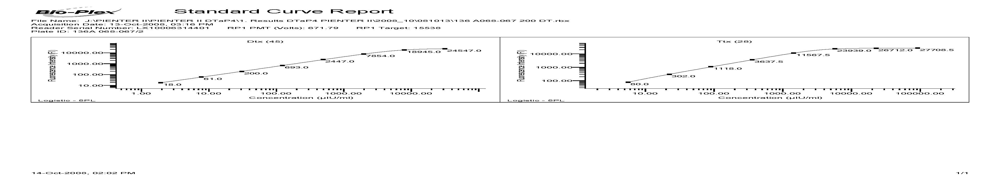 Bio-Plex Standard Curve Report
File Name: J:\PIENTER II\PIENTER II DTaP4\1. Results DTaP4 PIENTER II\2008_10\081013\136 A068-067 200 DT.rbx
Acquisition Date: 13-Oct-2008, 03:16 PM
Reader Serial Number: LX10006314401 RP1 PMT (Volts): 671.79 RP1 Target: 15538
Plate ID: 136A 068-067/2
Dtx (45)
Fluorescence Intensity (FI)
10000.00
1000.00
100.00
10.00
18.0
61.0
200.0
693.0
2447.0
7854.0
18945.0
24547.0
1.00 10.00 100.00 1000.00 10000.00
Concentration (µIU/ml)
Logistic - 5PL
Ttx (28)
Fluorescence Intensity (FI)
10000.00
1000.00
100.00
80.0
302.0
1118.0
3637.5
11567.5
23939.0
26712.0
27708.5
10.00 100.00 1000.00 10000.00 100000.00
Concentration (µIU/ml)
Logistic - 5PL
14-Oct-2008, 02:02 PM
1/1